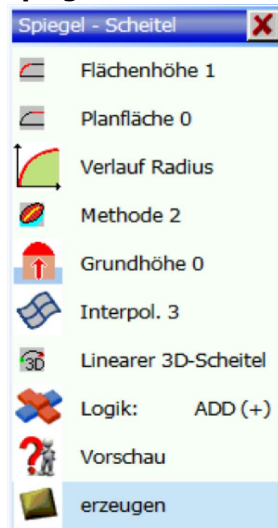 Spiegel - Scheitel
Flächenhöhe 1
Planfläche 0
Verlauf Radius
Methode 2
Grundhöhe 0
Interpol. 3
3D Linearer 3D-Scheitel
Logik: ADD (+)
Vorschau
erzeugen